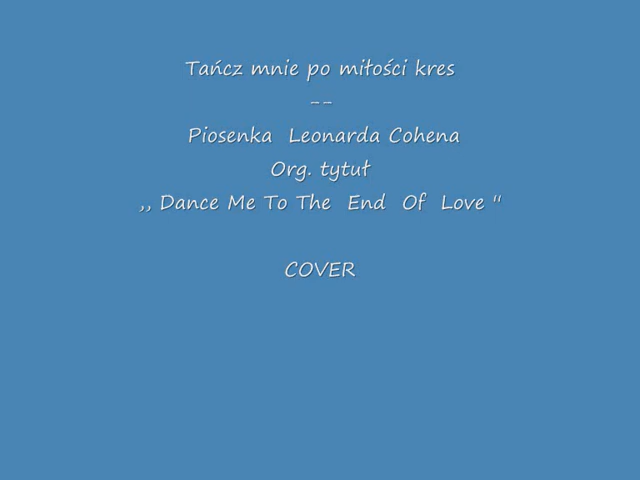 Tańcz mnie po miłości kres
--
Piosenka Leonarda Cohena
Org. tytuł
,, Dance Me To The End Of Love "
COVER